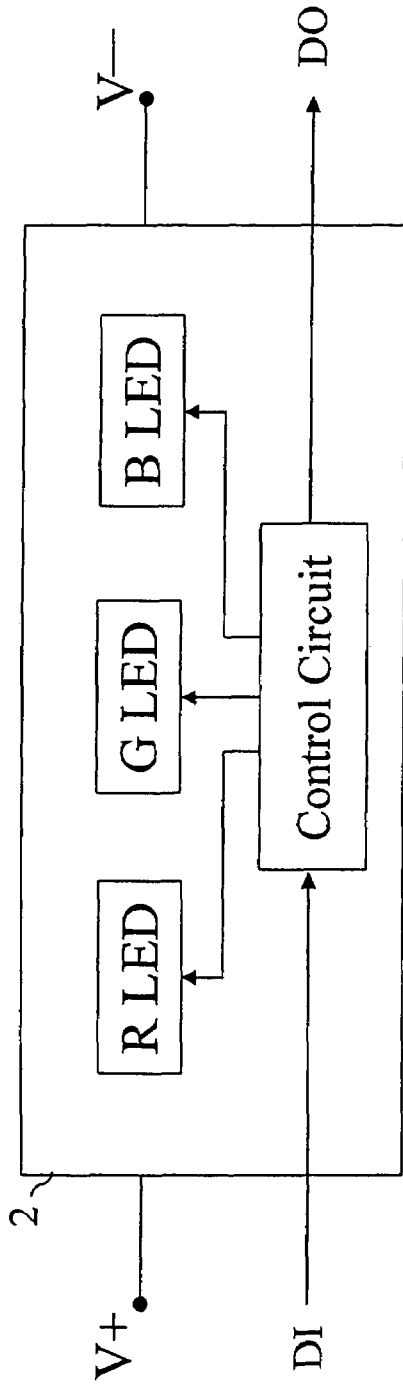 2
V+
V—
R LED
G LED
B LED
Control Circuit
DI
DO